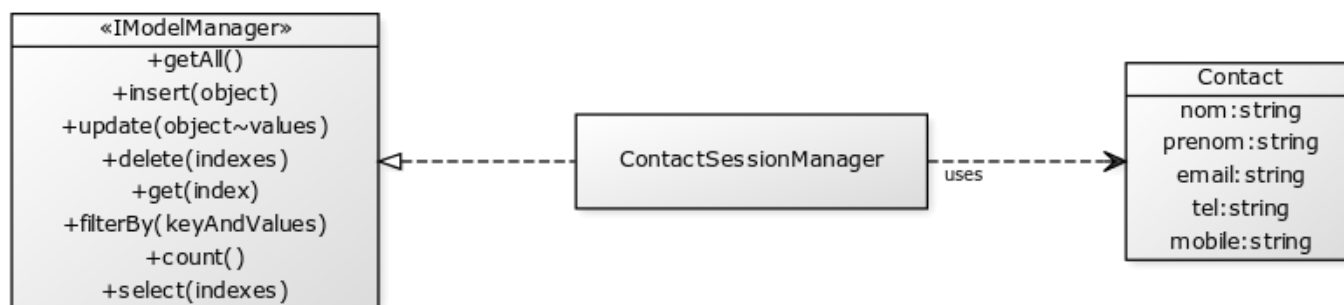 «IModelManager»
+getAll()
+insert(object)
+update(object~values)
+delete(indexes)
+get(index)
+filterBy(keyAndValues)
+count()
+select(indexes)
ContactSessionManager
uses
Contact
nom:string
prenom:string
email:string
tel:string
mobile:string